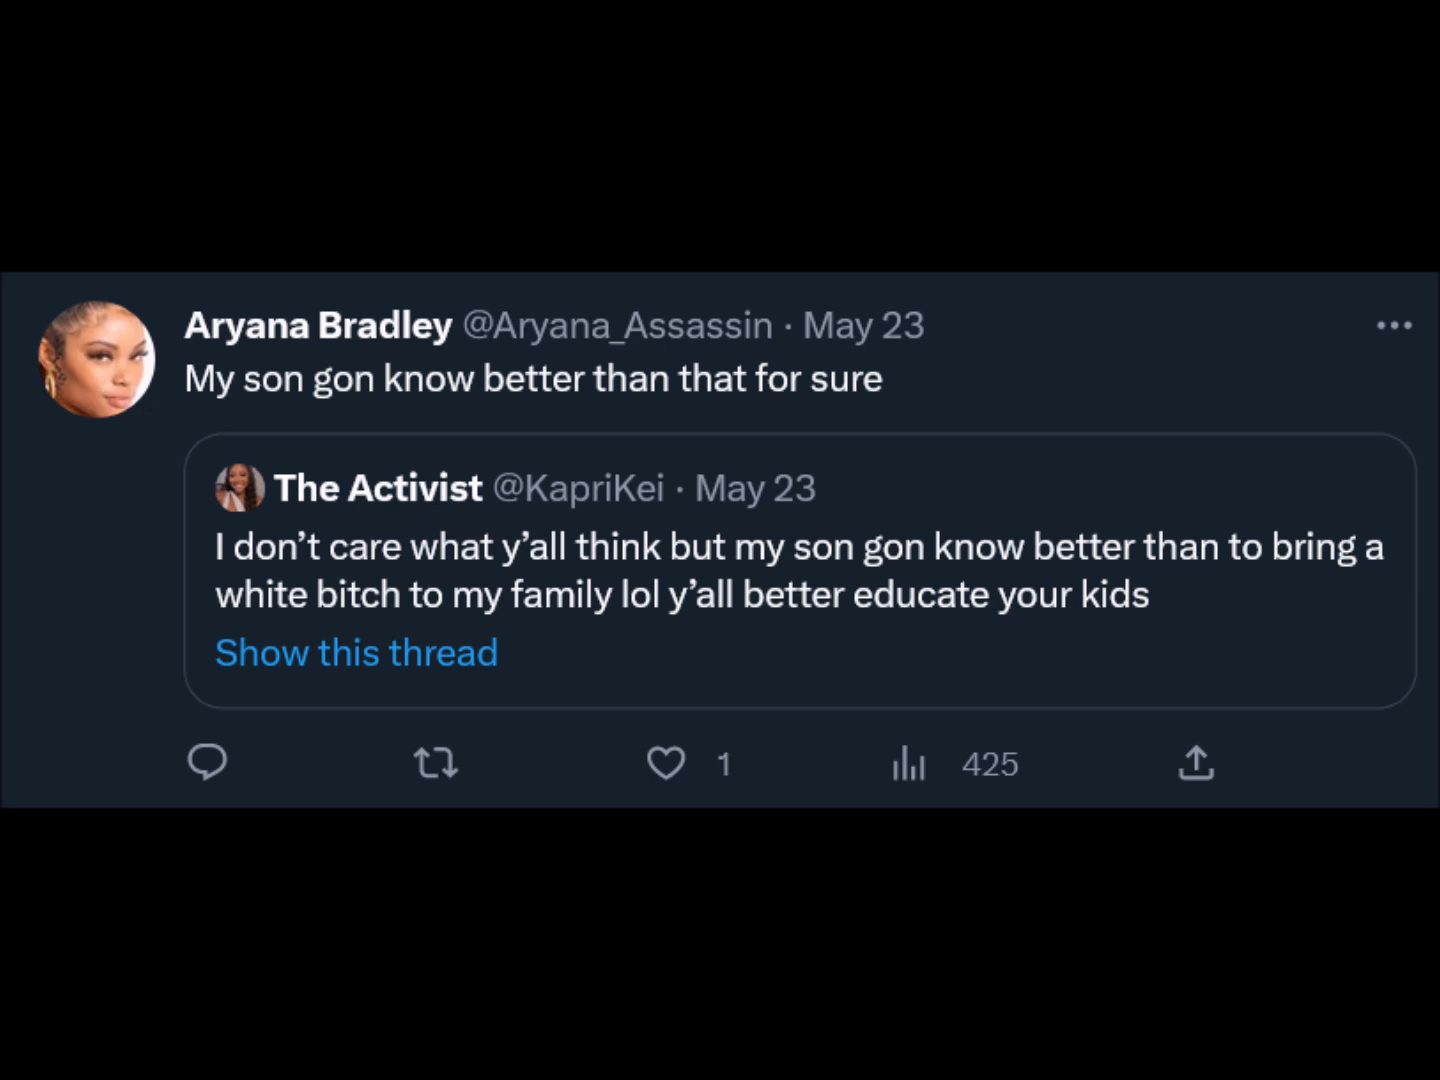 Aryana Bradley @Aryana_Assassin · May 23
My son gon know better than that for sure
The Activist @KapriKei · May 23
I don’t care what y’all think but my son gon know better than to bring a
white bitch to my family lol y’all better educate your kids
Show this thread
1 425